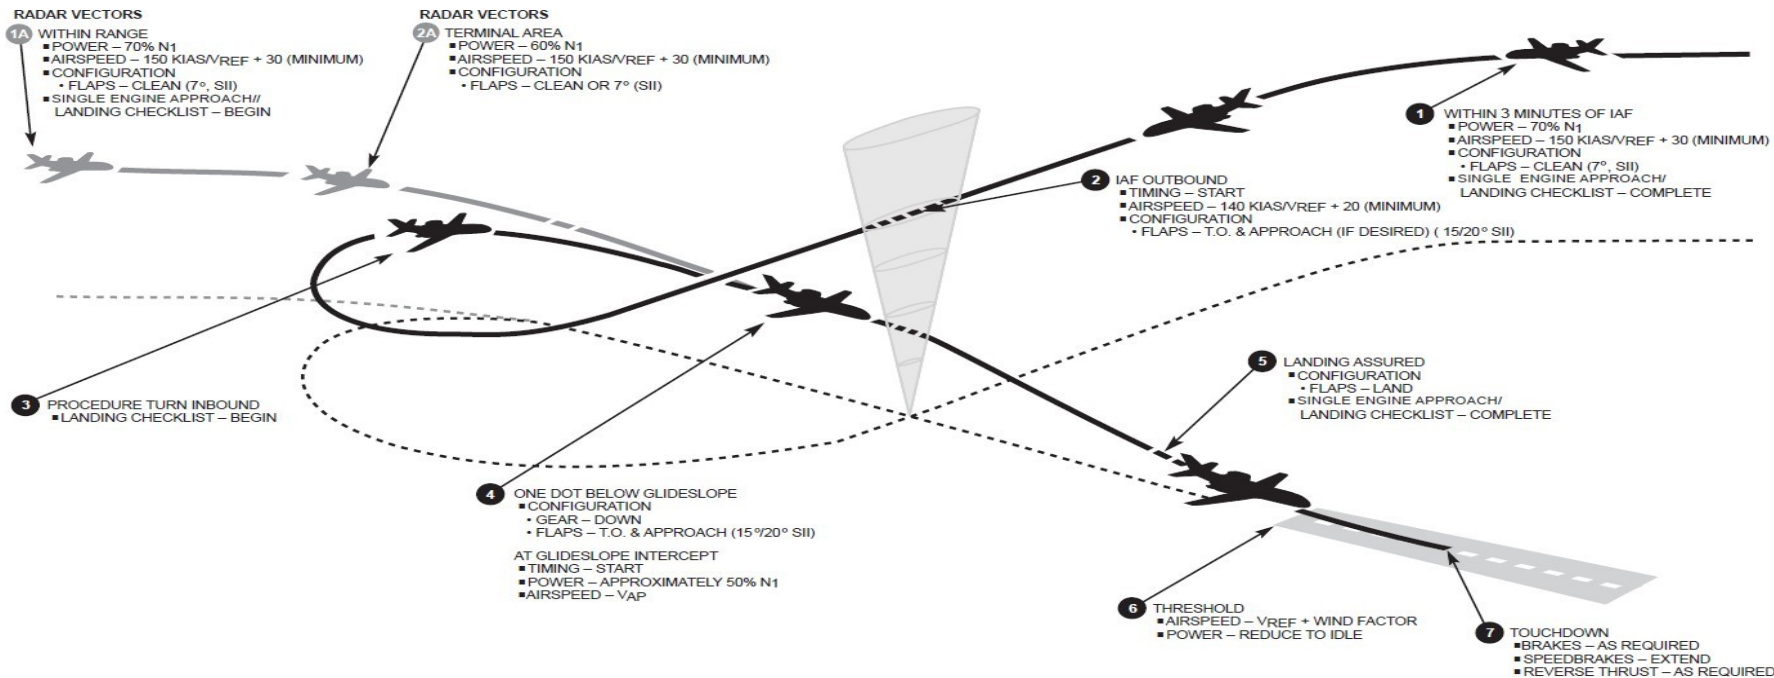 RADAR VECTORS
1A WITHIN RANGE
■ POWER – 70% N1
■ AIRSPEED – 150 KIAS/VREF + 30 (MINIMUM)
■ CONFIGURATION
• FLAPS – CLEAN (7°, SII)
■ SINGLE ENGINE APPROACH//
LANDING CHECKLIST – BEGIN
RADAR VECTORS
2A TERMINAL AREA
■ POWER – 60% N1
■ AIRSPEED – 150 KIAS/VREF + 30 (MINIMUM)
■ CONFIGURATION
• FLAPS – CLEAN OR 7° (SII)
1 WITHIN 3 MINUTES OF IAF
■ POWER – 70% N1
■ AIRSPEED – 150 KIAS/VREF + 30 (MINIMUM)
■ CONFIGURATION
• FLAPS – CLEAN (7°, SII)
■ SINGLE ENGINE APPROACH/
LANDING CHECKLIST – COMPLETE
2 IAF OUTBOUND
■ TIMING – START
■ AIRSPEED – 140 KIAS/VREF + 20 (MINIMUM)
■ CONFIGURATION
• FLAPS – T.O. & APPROACH (IF DESIRED) ( 15/20° SII)
3 PROCEDURE TURN INBOUND
■ LANDING CHECKLIST – BEGIN
4 ONE DOT BELOW GLIDESLOPE
■ CONFIGURATION
• GEAR – DOWN
• FLAPS – T.O. & APPROACH (15°/20° SII)
AT GLIDESLOPE INTERCEPT
■ TIMING – START
■ POWER – APPROXIMATELY 50% N1
■ AIRSPEED – VAP
5 LANDING ASSURED
■ CONFIGURATION
• FLAPS – LAND
■ SINGLE ENGINE APPROACH/
LANDING CHECKLIST – COMPLETE
6 THRESHOLD
■ AIRSPEED – VREF + WIND FACTOR
■ POWER – REDUCE TO IDLE
7 TOUCHDOWN
■ BRAKES – AS REQUIRED
■ SPEEDBRAKES – EXTEND
■ REVERSE THRUST – AS REQUIRED